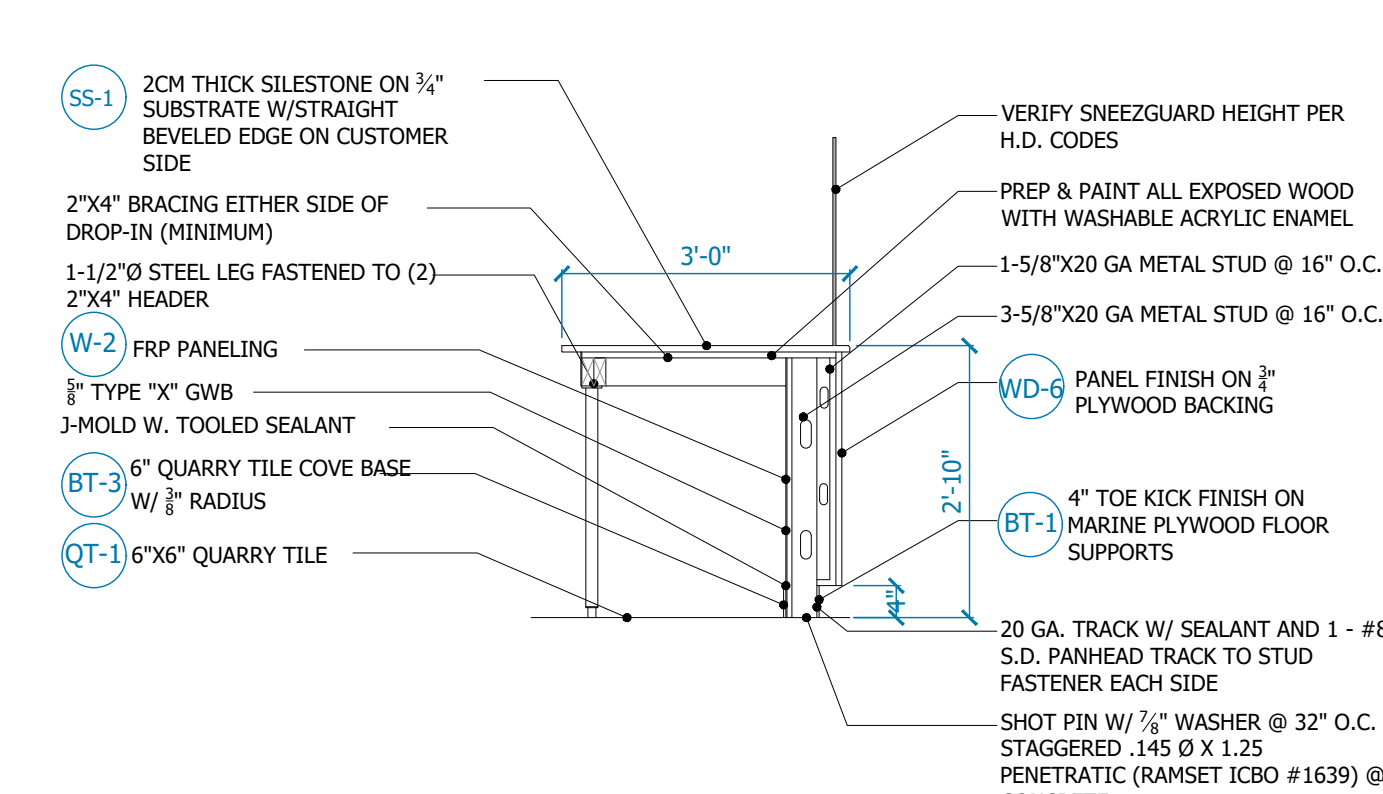 SS-1
2CM THICK SILESTONE ON ¾"
SUBSTRATE W/STRAIGHT
BEVELED EDGE ON CUSTOMER
SIDE
2"X4" BRACING EITHER SIDE OF
DROP-IN (MINIMUM)
1-1/2"Ø STEEL LEG FASTENED TO (2)
2"X4" HEADER
W-2 FRP PANELING
⅝" TYPE "X" GWB
J-MOLD W. TOOLED SEALANT
BT-3
6" QUARRY TILE COVE BASE
W/ ⅜" RADIUS
QT-1 6"X6" QUARRY TILE
3'-0"
2'-10"
4"
VERIFY SNEEZGUARD HEIGHT PER
H.D. CODES
PREP & PAINT ALL EXPOSED WOOD
WITH WASHABLE ACRYLIC ENAMEL
1-5/8"X20 GA METAL STUD @ 16" O.C.
3-5/8"X20 GA METAL STUD @ 16" O.C.
WD-6
PANEL FINISH ON ¾"
PLYWOOD BACKING
BT-1
4" TOE KICK FINISH ON
MARINE PLYWOOD FLOOR
SUPPORTS
20 GA. TRACK W/ SEALANT AND 1 - #8
S.D. PANHEAD TRACK TO STUD
FASTENER EACH SIDE
SHOT PIN W/ ⅞" WASHER @ 32" O.C.
STAGGERED .145 Ø X 1.25
PENETRATIC (RAMSET ICBO #1639) @